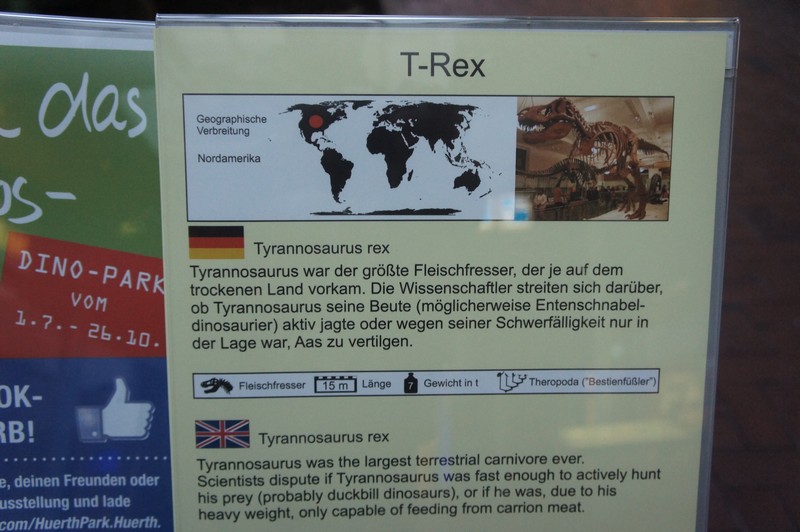 das
os-
DINO-PARK
VOM
1.7.- 26.10.
OK-
RB!
e, deinen Freunden oder
usstellung und lade
com/HuerthPark.Huerth.
T-Rex
Geographische
Verbreitung
Nordamerika
Tyrannosaurus rex
Tyrannosaurus war der größte Fleischfresser, der je auf dem
trockenen Land vorkam. Die Wissenschaftler streiten sich darüber,
ob Tyrannosaurus seine Beute (möglicherweise Entenschnabel-
dinosaurier) aktiv jagte oder wegen seiner Schwerfälligkeit nur in
der Lage war, Aas zu vertilgen.
Fleischfresser 15 m Länge 7 Gewicht in t Theropoda ("Bestienfüßler")
Tyrannosaurus rex
Tyrannosaurus was the largest terrestrial carnivore ever.
Scientists dispute if Tyrannosaurus was fast enough to actively hunt
his prey (probably duckbill dinosaurs), or if he was, due to his
heavy weight, only capable of feeding from carrion meat.